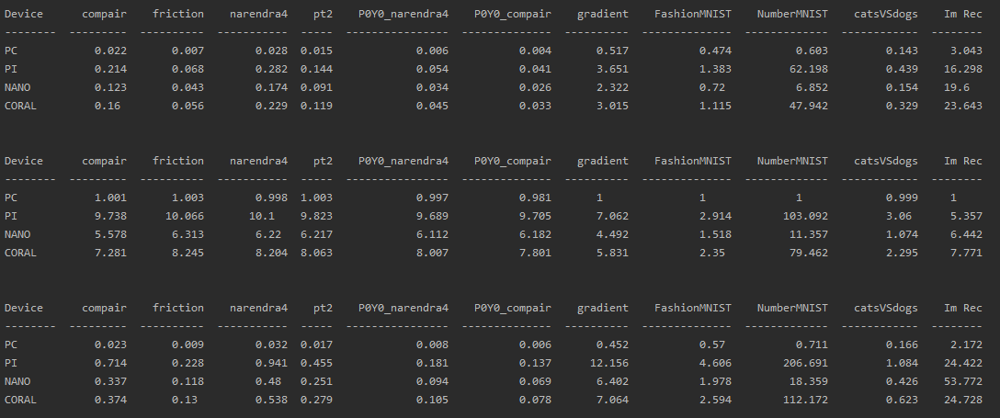 Device compair friction narendra4 pt2 P0Y0_narendra4 P0Y0_compair gradient FashionMNIST NumberMNIST catsVSdogs Im Rec
-------- --------- ---------- ----------- ----- ---------------- -------------- ---------- -------------- ------------- ------------ --------
PC 0.022 0.007 0.028 0.015 0.006 0.004 0.517 0.474 0.603 0.143 3.043
PI 0.214 0.068 0.282 0.144 0.054 0.041 3.651 1.383 62.298 0.439 16.298
NANO 0.123 0.043 0.174 0.091 0.034 0.026 2.322 0.72 6.852 0.154 19.6
CORAL 0.16 0.056 0.229 0.119 0.045 0.033 3.015 1.115 47.942 0.329 23.643
Device compair friction narendra4 pt2 P0Y0_narendra4 P0Y0_compair gradient FashionMNIST NumberMNIST catsVSdogs Im Rec
-------- --------- ---------- ----------- ----- ---------------- -------------- ---------- -------------- ------------- ------------ --------
PC 1.001 1.003 0.998 1.003 0.997 0.981 1 1 1 0.999 1
PI 9.738 10.066 10.1 9.823 9.689 9.705 7.062 2.914 103.092 3.06 5.357
NANO 5.578 6.313 6.22 6.217 6.112 6.182 4.492 1.518 11.357 1.074 6.442
CORAL 7.281 8.245 8.204 8.063 8.007 7.801 5.831 2.35 79.462 2.295 7.771
Device compair friction narendra4 pt2 P0Y0_narendra4 P0Y0_compair gradient FashionMNIST NumberMNIST catsVSdogs Im Rec
-------- --------- ---------- ----------- ----- ---------------- -------------- ---------- -------------- ------------- ------------ --------
PC 0.023 0.009 0.032 0.017 0.008 0.006 0.452 0.57 0.711 0.166 2.172
PI 0.714 0.228 0.941 0.455 0.181 0.137 12.156 4.606 206.691 1.084 24.422
NANO 0.337 0.118 0.48 0.251 0.094 0.069 6.402 1.978 18.359 0.426 53.772
CORAL 0.374 0.13 0.538 0.279 0.105 0.078 7.064 2.594 112.172 0.623 24.728